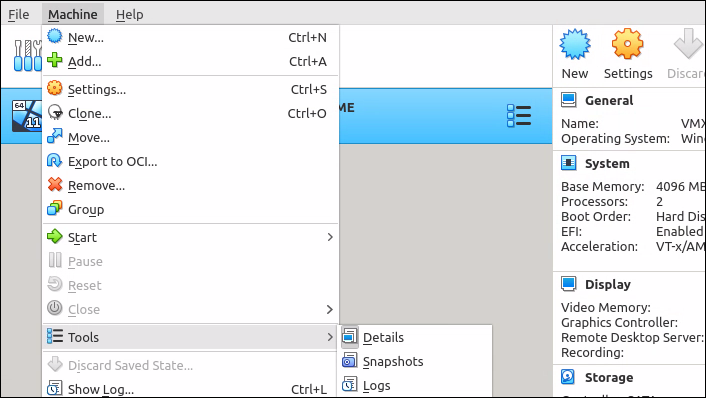 File Machine Help
New... Ctrl+N
Add... Ctrl+A
Settings... Ctrl+S
Clone... Ctrl+O
Move...
Export to OCI...
Remove...
Group
Start
Pause
Reset
Close
Tools
Discard Saved State...
Show Log... Ctrl+L
Details
Snapshots
Logs
64
11
ME
New Settings Discard
General
Name: VMX
Operating System: Wind
System
Base Memory: 4096 MB
Processors: 2
Boot Order: Hard Dis
EFI: Enabled
Acceleration: VT-x/AM
Display
Video Memory:
Graphics Controller:
Remote Desktop Server:
Recording:
Storage